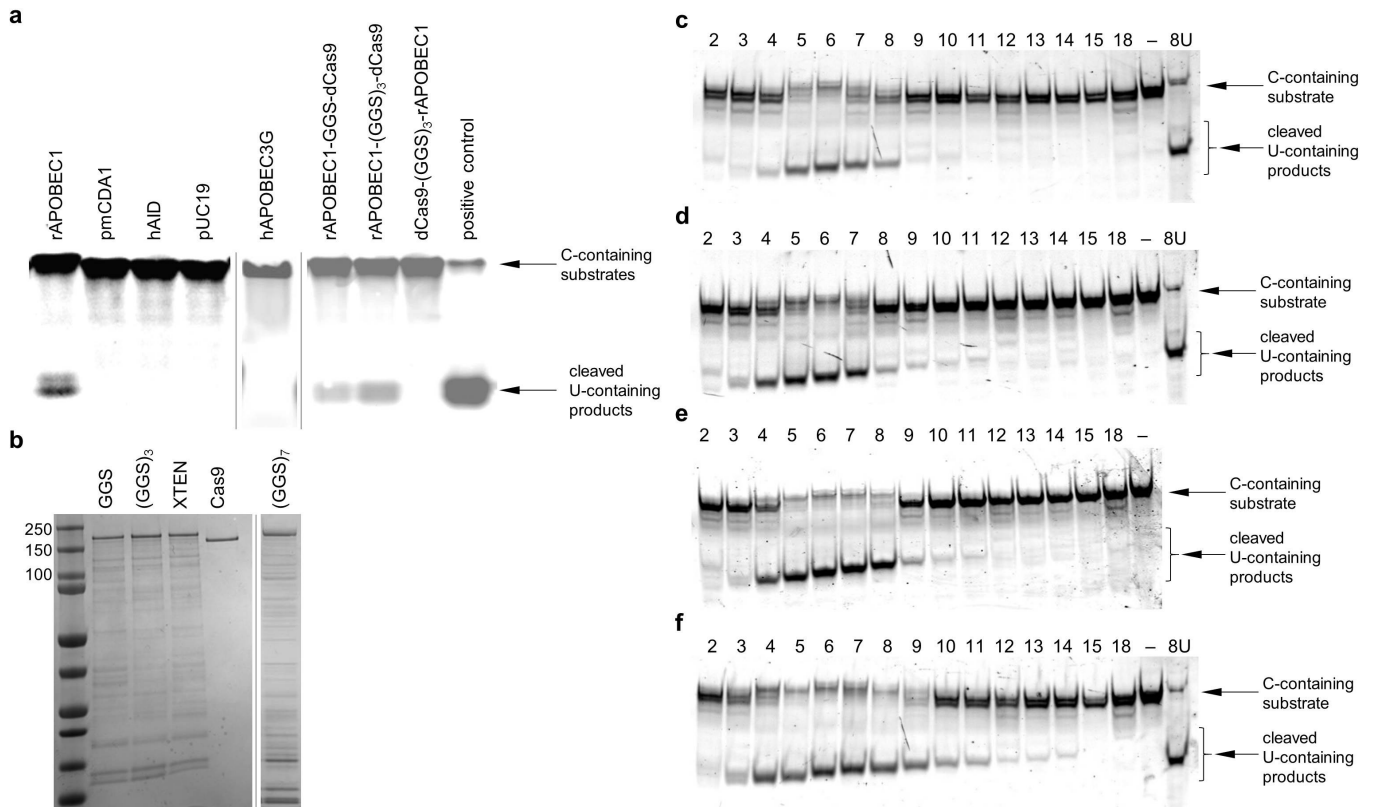 a
rAPOBEC1
pmCDA1
hAID
pUC19
hAPOBEC3G
rAPOBEC1-GGS-dCas9
rAPOBEC1-(GGS)3-dCas9
dCas9-(GGS)3-rAPOBEC1
positive control
C-containing
substrates
cleaved
U-containing
products
b
GGS
(GGS)3
XTEN
Cas9
(GGS)7
250
150
100
c
2 3 4 5 6 7 8 9 10 11 12 13 14 15 18 – 8U
C-containing
substrate
cleaved
U-containing
products
d
2 3 4 5 6 7 8 9 10 11 12 13 14 15 18 – 8U
C-containing
substrate
cleaved
U-containing
products
e
2 3 4 5 6 7 8 9 10 11 12 13 14 15 18 –
C-containing
substrate
cleaved
U-containing
products
f
2 3 4 5 6 7 8 9 10 11 12 13 14 15 18 – 8U
C-containing
substrate
cleaved
U-containing
products